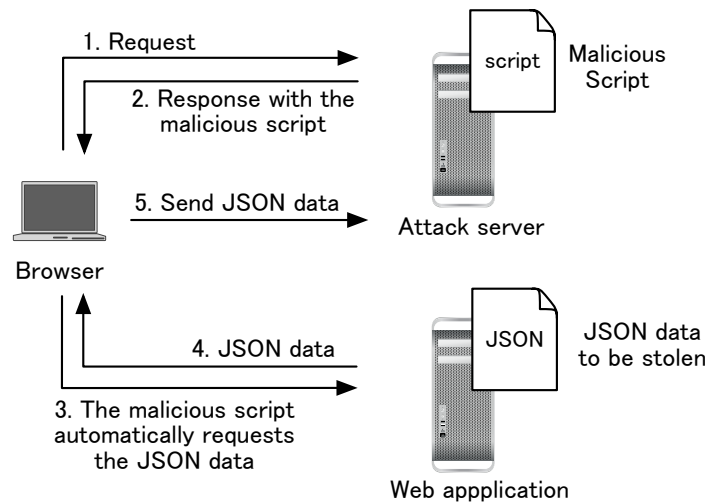 1. Request
script
Malicious
Script
2. Response with the
malicious script
5. Send JSON data
Attack server
Browser
JSON
JSON data
to be stolen
4. JSON data
3. The malicious script
automatically requests
the JSON data
Web appplication